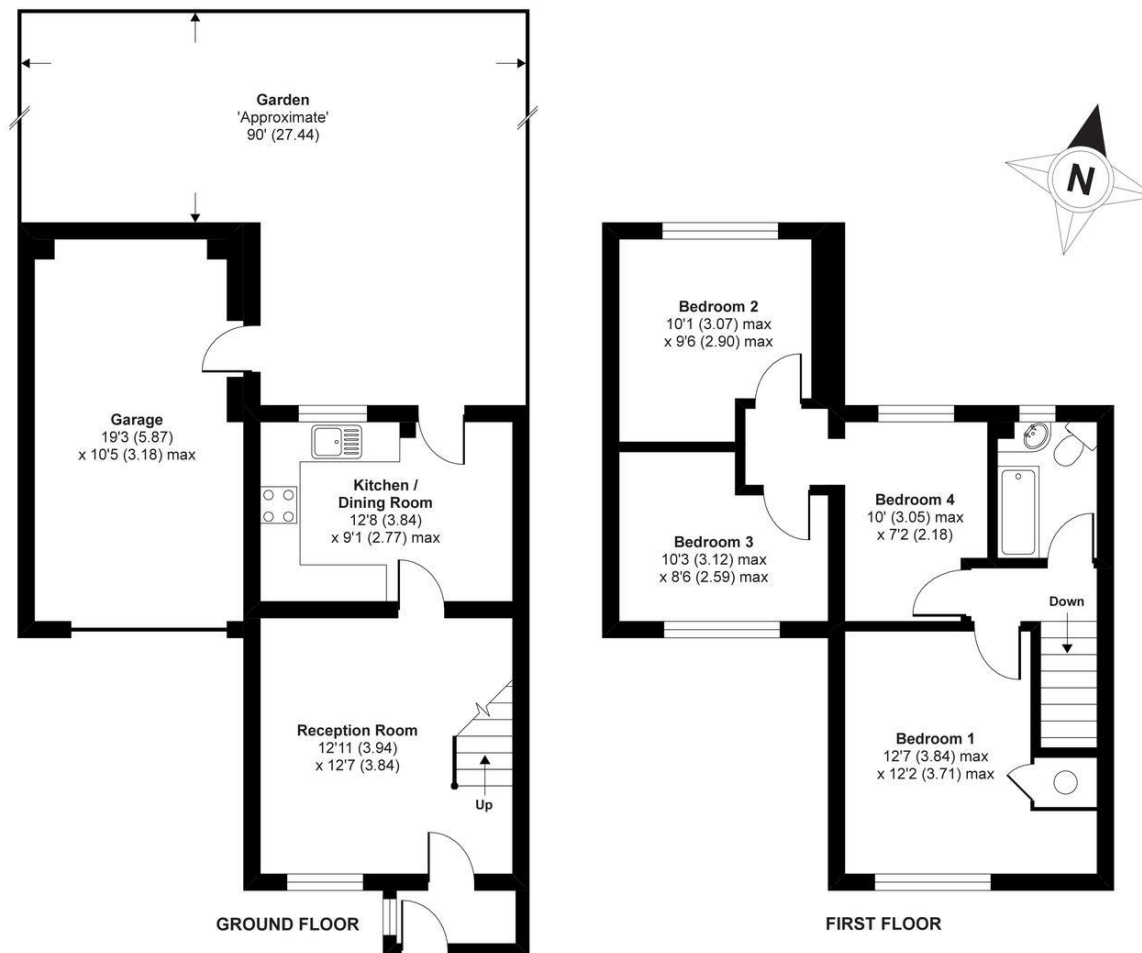 Garden
'Approximate'
90' (27.44)
N
Garage
19'3 (5.87)
x 10'5 (3.18) max
Kitchen /
Dining Room
12'8 (3.84)
x 9'1 (2.77) max
Reception Room
12'11 (3.94)
x 12'7 (3.84)
Up
GROUND FLOOR
Bedroom 2
10'1 (3.07) max
x 9'6 (2.90) max
Bedroom 3
10'3 (3.12) max
x 8'6 (2.59) max
Bedroom 4
10' (3.05) max
x 7'2 (2.18)
Down
Bedroom 1
12'7 (3.84) max
x 12'2 (3.71) max
FIRST FLOOR